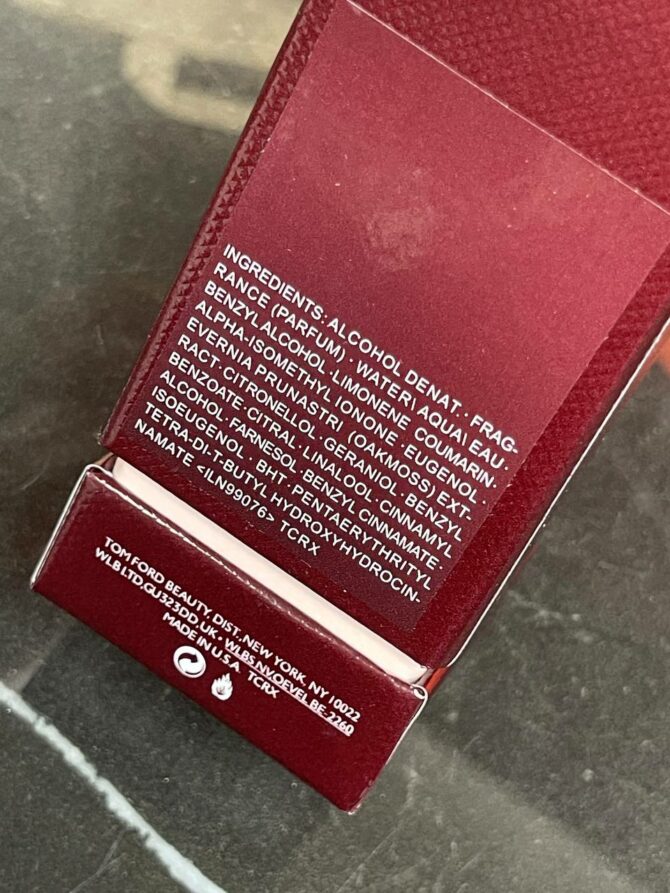 INGREDIENTS: ALCOHOL DENAT. · FRAG-
RANCE (PARFUM) · WATER\AQUA\EAU ·
BENZYL ALCOHOL · LIMONENE · COUMARIN ·
ALPHA-ISOMETHYL IONONE · EUGENOL ·
EVERNIA PRUNASTRI (OAKMOSS) EXT-
RACT · CITRONELLOL · GERANIOL · BENZYL
BENZOATE · CITRAL · LINALOOL · CINNAMYL
ALCOHOL · FARNESOL · BENZYL CINNAMATE ·
ISOEUGENOL · BHT · PENTAERYTHRITYL
TETRA-DI-T-BUTYL HYDROXYHYDROCIN-
NAMATE <ILN99076> TCRX
TOM FORD BEAUTY, DIST., NEW YORK, NY 10022
WLB LTD,GU323DD,UK · WLBS NV,OEVEL BE-2260
MADE IN U.S.A. TCRX